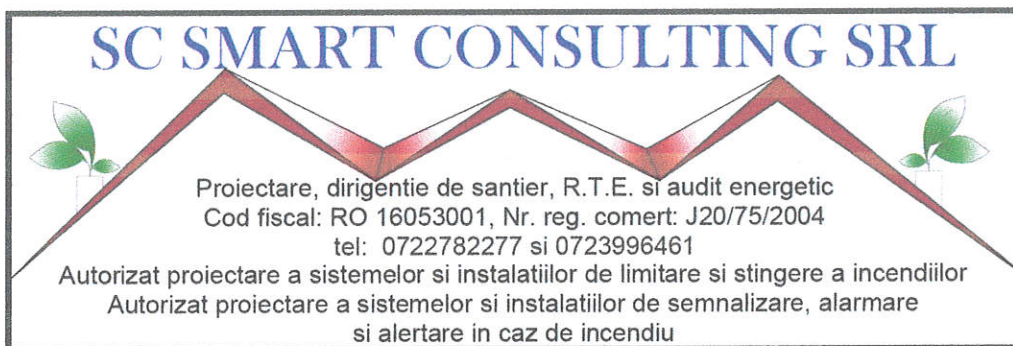 SC SMART CONSULTING SRL
Proiectare, dirigentie de santier, R.T.E. si audit energetic
Cod fiscal: RO 16053001, Nr. reg. comert: J20/75/2004
tel: 0722782277 si 0723996461
Autorizat proiectare a sistemelor si instalatiilor de limitare si stingere a incendiilor
Autorizat proiectare a sistemelor si instalatiilor de semnalizare, alarmare
si alertare in caz de incendiu